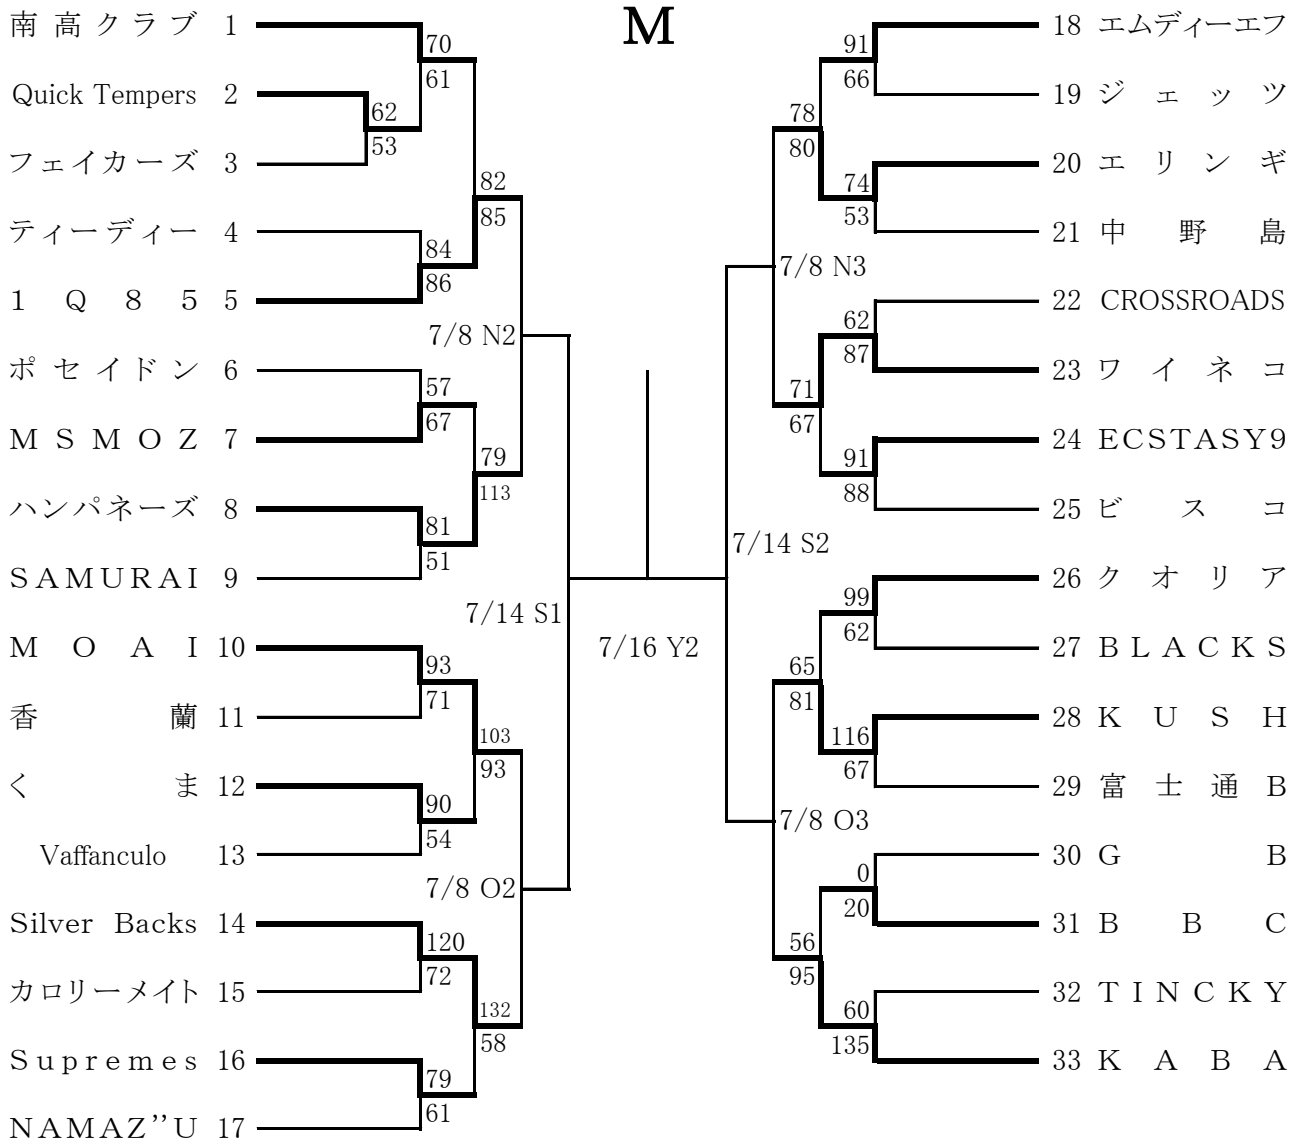 M
南高クラブ 1
Quick Tempers 2
フェイカーズ 3
ティーディー 4
1Q85 5
ポセイドン 6
MSMOZ 7
ハンパネーズ 8
SAMURAI 9
MOAI 10
香蘭 11
くま 12
Vaffanculo 13
Silver Backs 14
カロリーメイト 15
Supremes 16
NAMAZ”U 17
70
61
62
53
82
85
84
86
7/8 N2
57
67
79
113
81
51
7/14 S1
93
71
103
93
90
54
7/8 O2
120
72
132
58
79
61
7/16 Y2
91
66
78
80
74
53
7/8 N3
62
87
71
67
91
88
7/14 S2
99
62
65
81
116
67
7/8 O3
0
20
56
95
60
135
18 エムディーエフ
19 ジェッツ
20 エリンギ
21 中野島
22 CROSSROADS
23 ワイネコ
24 ECSTASY9
25 ビスコ
26 クオリア
27 BLACKS
28 KUSH
29 富士通B
30 GB
31 BBC
32 TINCKY
33 KABA